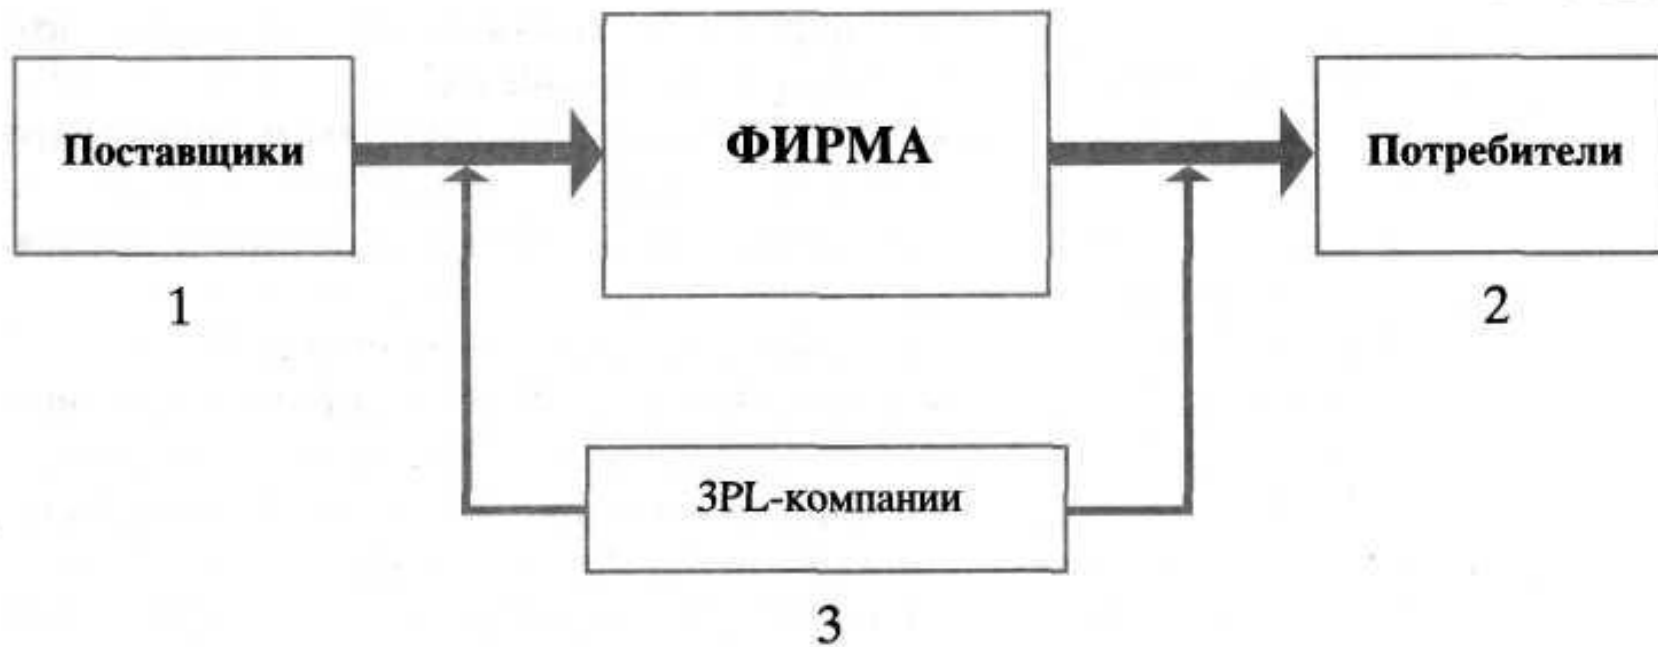 Поставщики
ФИРМА
Потребители
1
2
3PL-компании
3